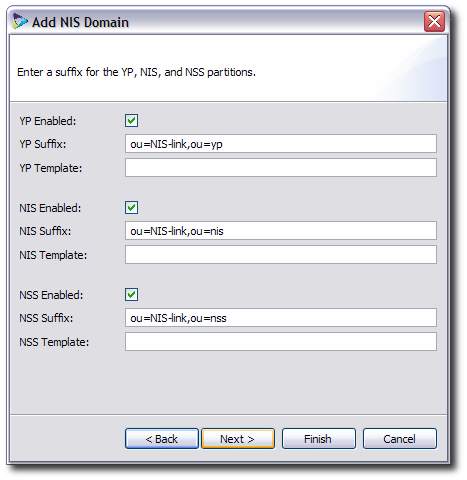 Add NIS Domain
Enter a suffix for the YP, NIS, and NSS partitions.
YP Enabled:
YP Suffix: ou=NIS-link,ou=yp
YP Template:
NIS Enabled:
NIS Suffix: ou=NIS-link,ou=nis
NIS Template:
NSS Enabled:
NSS Suffix: ou=NIS-link,ou=nss
NSS Template:
< Back Next > Finish Cancel